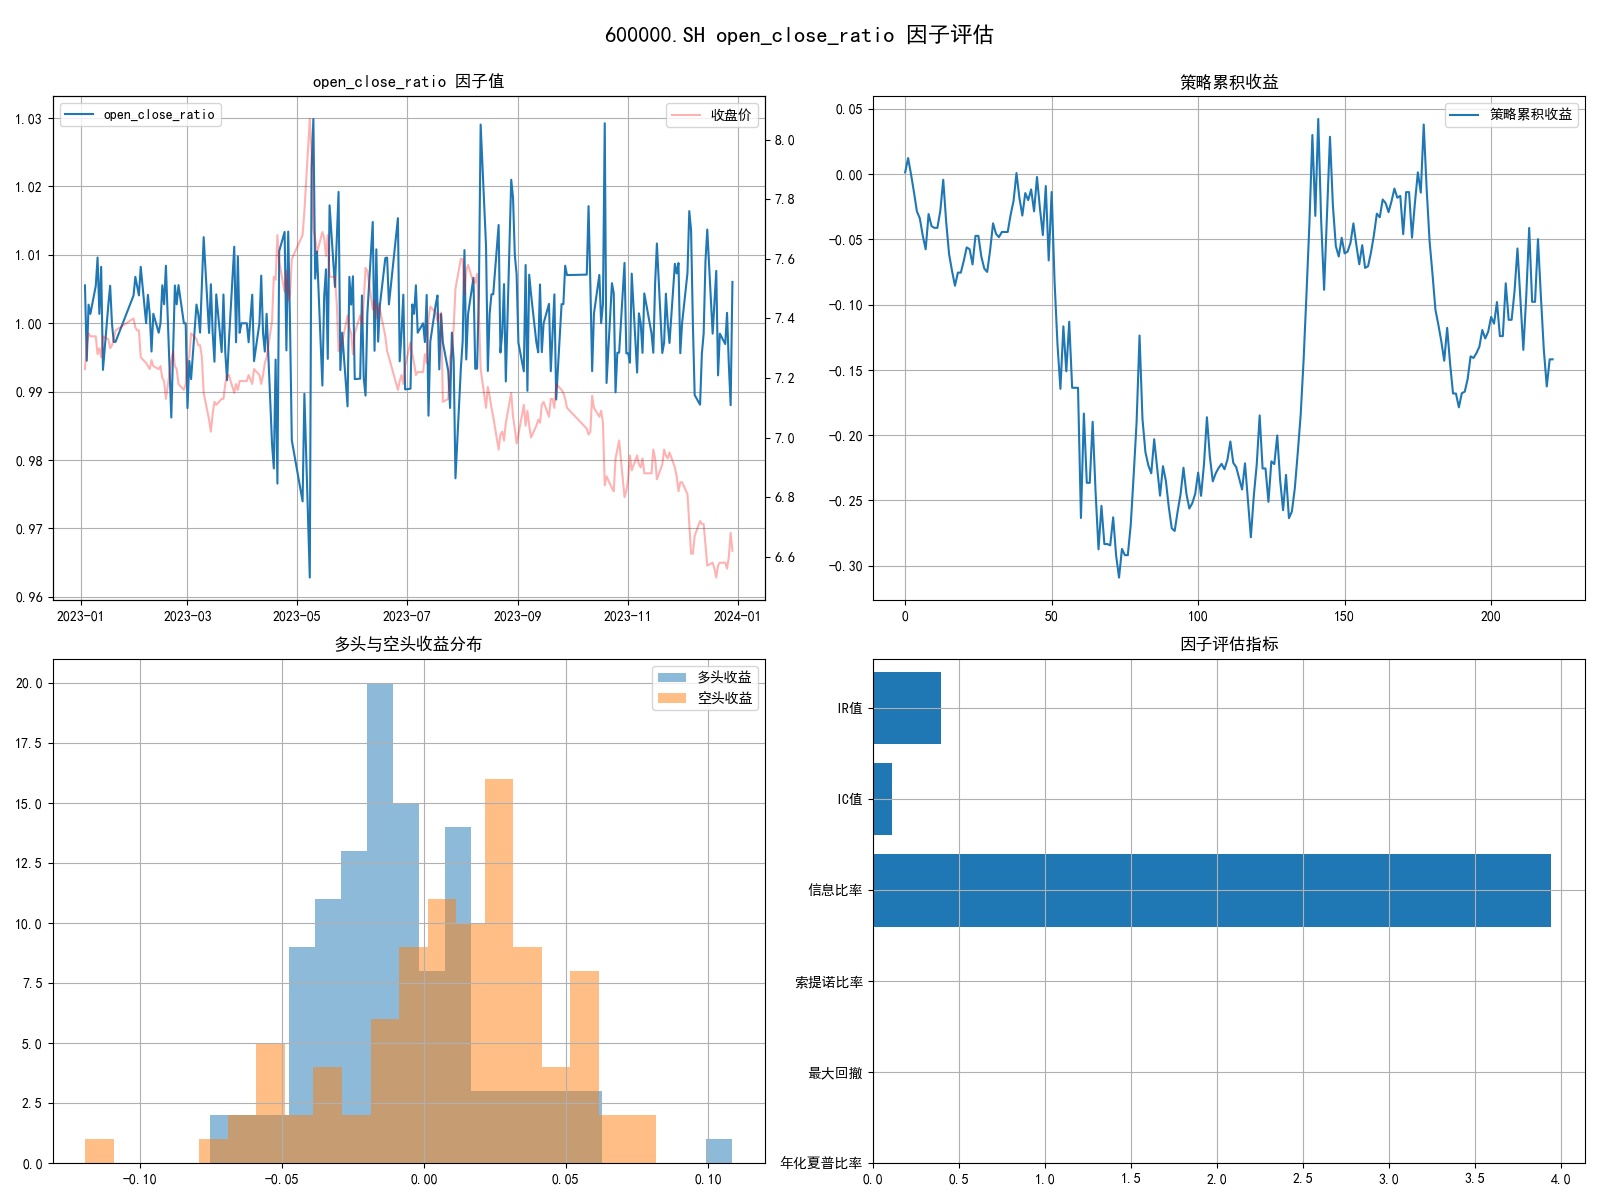 600000.SH open_close_ratio 因子评估
open_close_ratio 因子值
open_close_ratio
收盘价
1.03
1.02
1.01
1.00
0.99
0.98
0.97
0.96
8.0
7.8
7.6
7.4
7.2
7.0
6.8
6.6
2023-01 2023-03 2023-05 2023-07 2023-09 2023-11 2024-01
策略累积收益
策略累积收益
0.05
0.00
-0.05
-0.10
-0.15
-0.20
-0.25
-0.30
0 50 100 150 200
多头与空头收益分布
多头收益
空头收益
20.0
17.5
15.0
12.5
10.0
7.5
5.0
2.5
0.0
-0.10 -0.05 0.00 0.05 0.10
因子评估指标
IR值
IC值
信息比率
索提诺比率
最大回撤
年化夏普比率
0.0 0.5 1.0 1.5 2.0 2.5 3.0 3.5 4.0